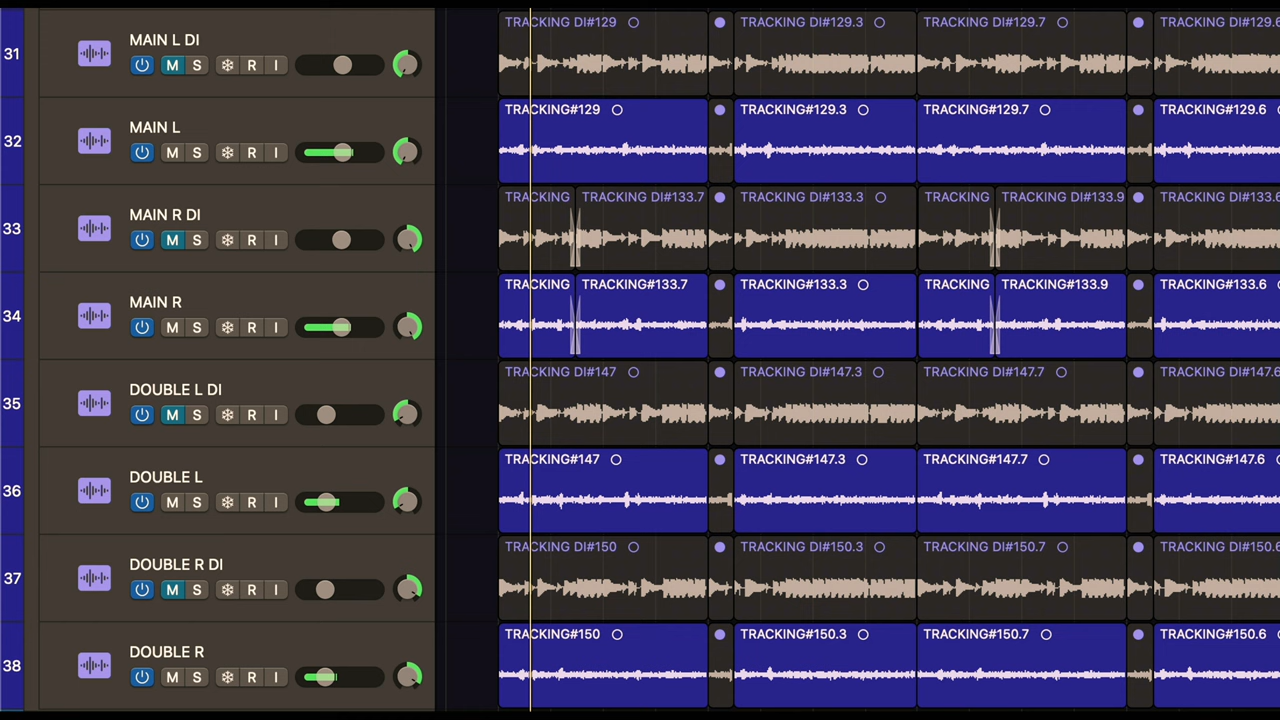 31 MAIN L DI TRACKING DI#129 TRACKING DI#129.3 TRACKING DI#129.7 TRACKING DI#129.6
M S R I
32 MAIN L TRACKING#129 TRACKING#129.3 TRACKING#129.7 TRACKING#129.6
M S R I
33 MAIN R DI TRACKING TRACKING DI#133.7 TRACKING DI#133.3 TRACKING TRACKING DI#133.9 TRACKING DI#133.6
M S R I
34 MAIN R TRACKING TRACKING#133.7 TRACKING#133.3 TRACKING TRACKING#133.9 TRACKING#133.6
M S R I
35 DOUBLE L DI TRACKING DI#147 TRACKING DI#147.3 TRACKING DI#147.7 TRACKING DI#147.6
M S R I
36 DOUBLE L TRACKING#147 TRACKING#147.3 TRACKING#147.7 TRACKING#147.6
M S R I
37 DOUBLE R DI TRACKING DI#150 TRACKING DI#150.3 TRACKING DI#150.7 TRACKING DI#150.6
M S R I
38 DOUBLE R TRACKING#150 TRACKING#150.3 TRACKING#150.7 TRACKING#150.6
M S R I